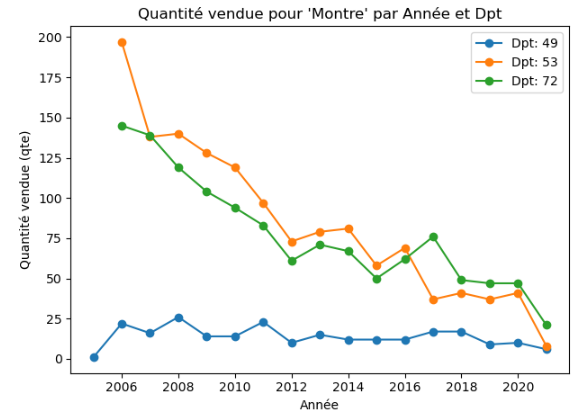 Quantité vendue pour 'Montre' par Année et Dpt
Dpt: 49
Dpt: 53
Dpt: 72
Quantité vendue (qte)
200
175
150
125
100
75
50
25
0
2006 2008 2010 2012 2014 2016 2018 2020
Année